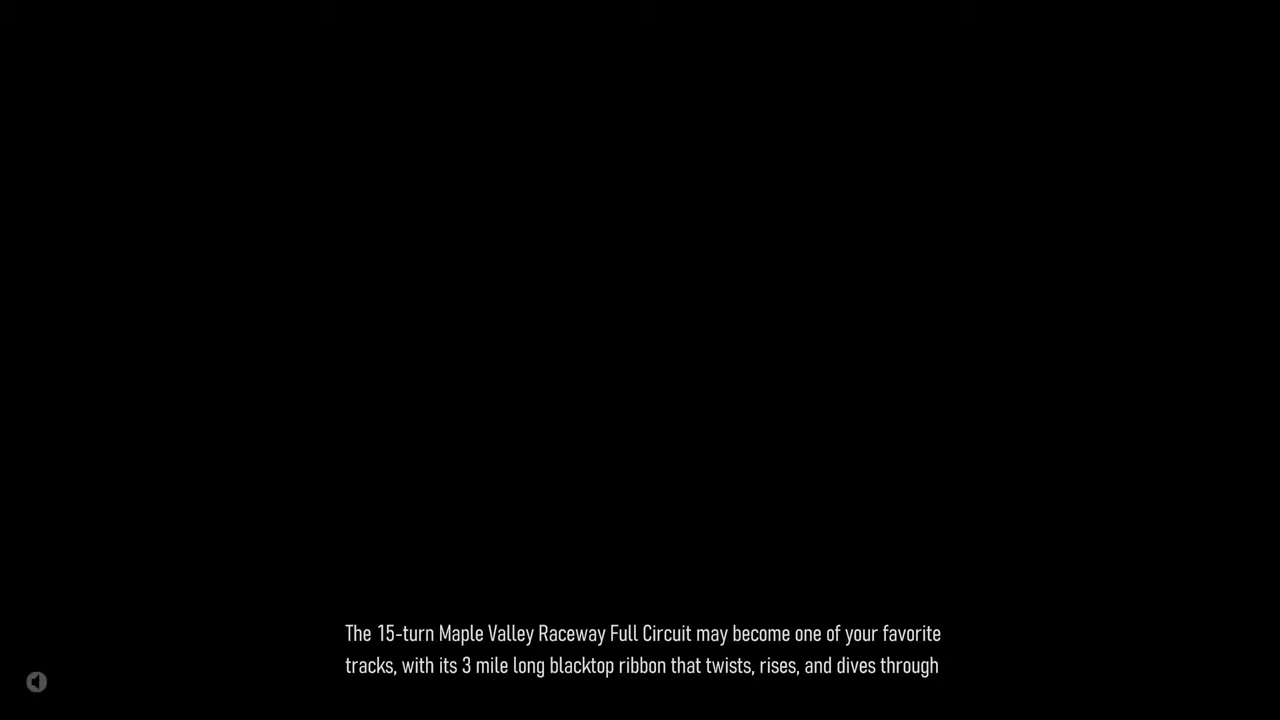 The 15-turn Maple Valley Raceway Full Circuit may become one of your favorite
tracks, with its 3 mile long blacktop ribbon that twists, rises, and dives through